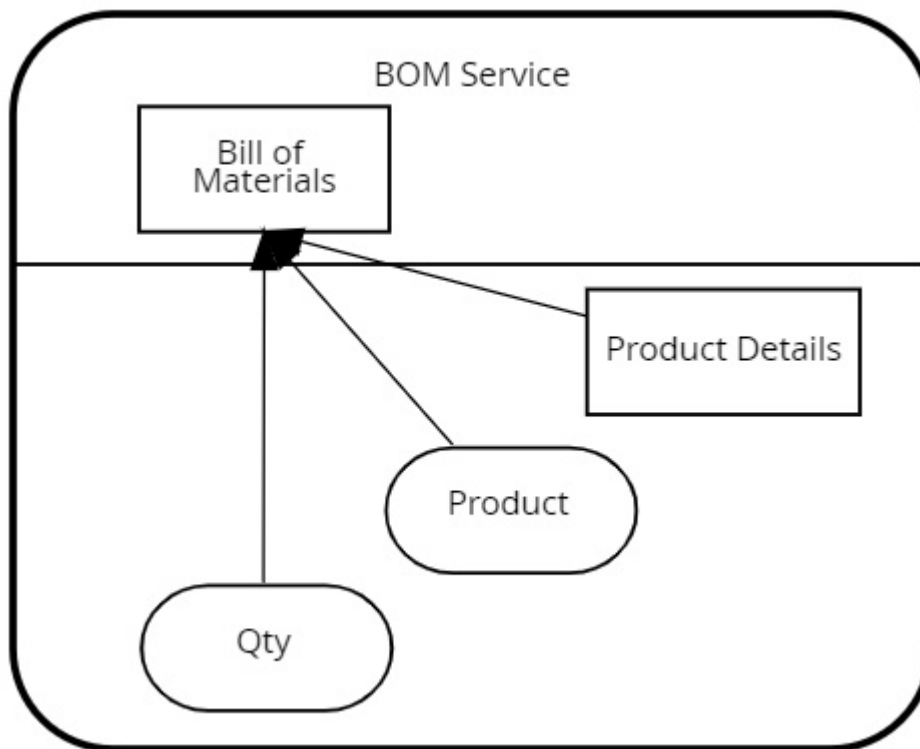 BOM Service
Bill of
Materials
Product Details
Product
Qty